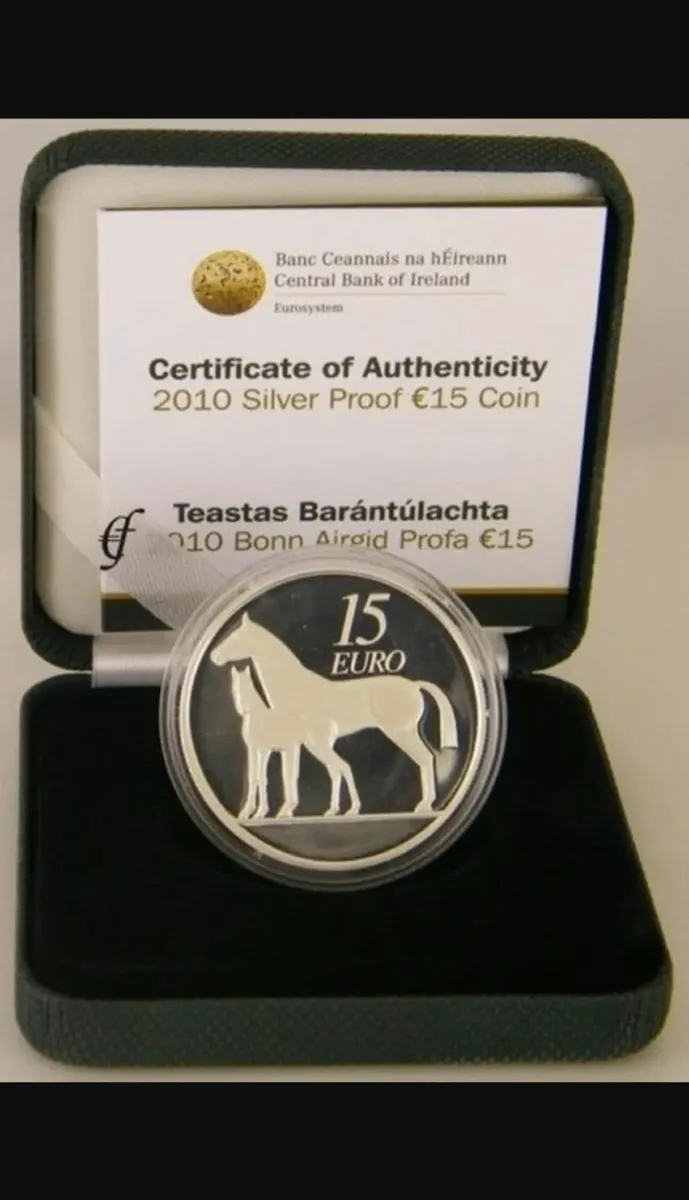 Banc Ceannais na hÉireann
Central Bank of Ireland
Eurosystem
Certificate of Authenticity
2010 Silver Proof €15 Coin
Teastas Barántúlachta
2010 Bonn Airgid Profa €15
15
EURO